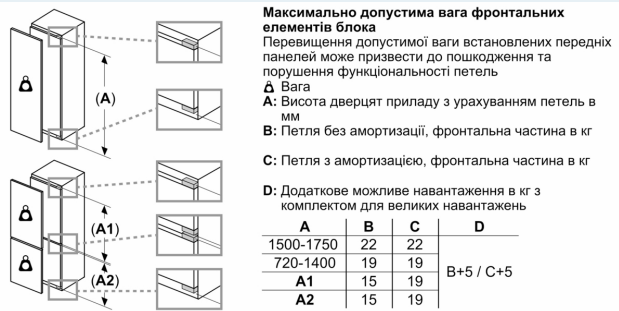 Максимально допустима вага фронтальних
елементів блока
Перевищення допустимої ваги встановлених передніх
панелей може призвести до пошкодження та
порушення функціональності петель
Вага
A: Висота дверцят приладу з урахуванням петель в
мм
B: Петля без амортизації, фронтальна частина в кг
C: Петля з амортизацією, фронтальна частина в кг
D: Додаткове можливе навантаження в кг з
комплектом для великих навантажень
A B C D
1500-1750 22 22
720-1400 19 19
B+5 / C+5
A1 15 19
A2 15 19
(A)
(A1)
(A2)